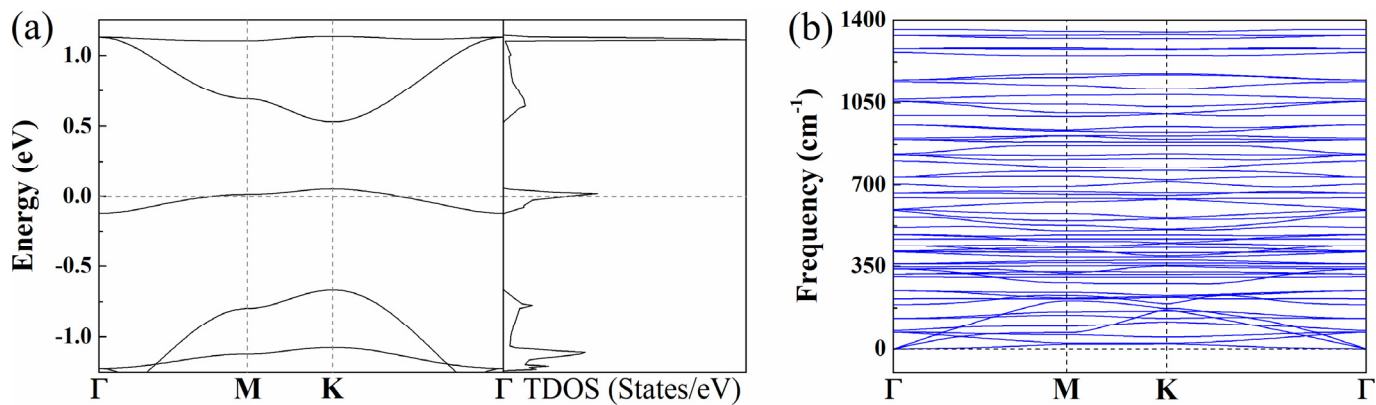 (a)
Energy (eV)
1.0
0.5
0.0
-0.5
-1.0
Γ M K Γ TDOS (States/eV)
(b)
Frequency (cm-1)
1400
1050
700
350
0
Γ M K Γ